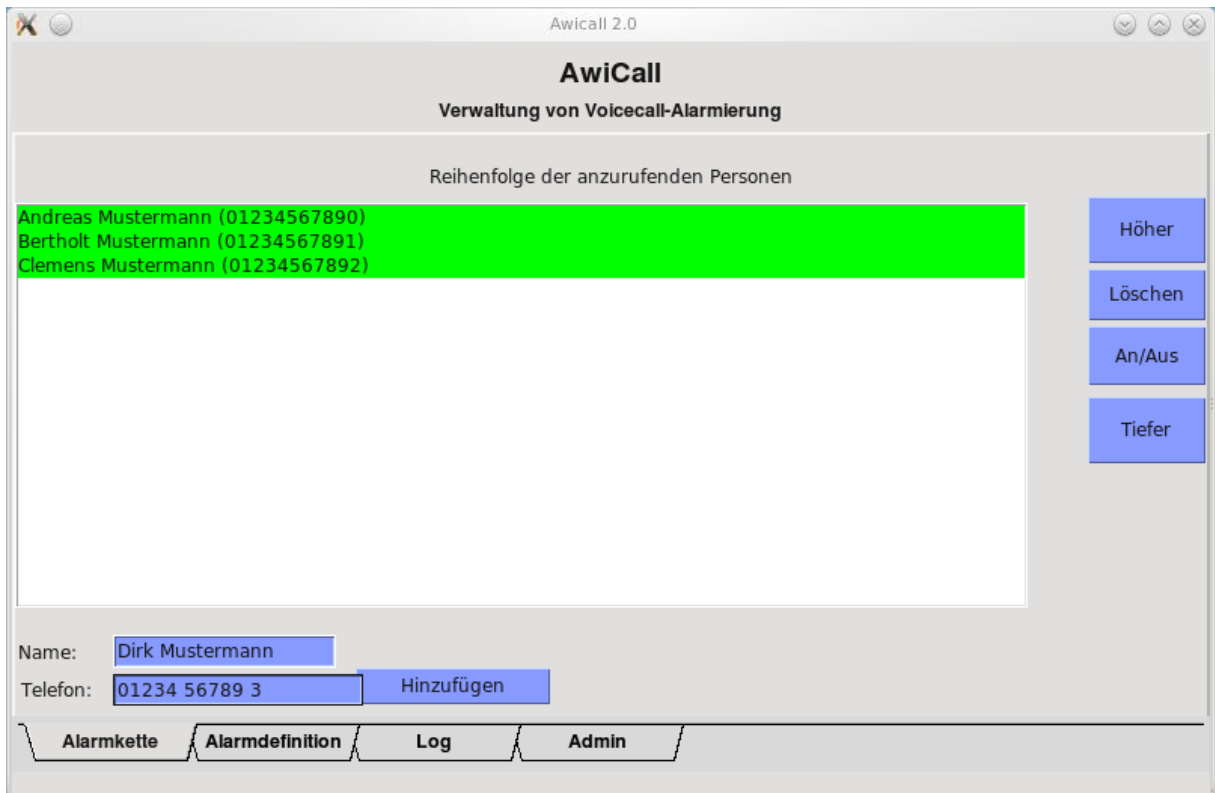 Awicall 2.0
AwiCall
Verwaltung von Voicecall-Alarmierung
Reihenfolge der anzurufenden Personen
Andreas Mustermann (01234567890)
Bertholt Mustermann (01234567891)
Clemens Mustermann (01234567892)
Höher
Löschen
An/Aus
Tiefer
Name: Dirk Mustermann
Telefon: 01234 56789 3 Hinzufügen
Alarmkette Alarmdefinition Log Admin